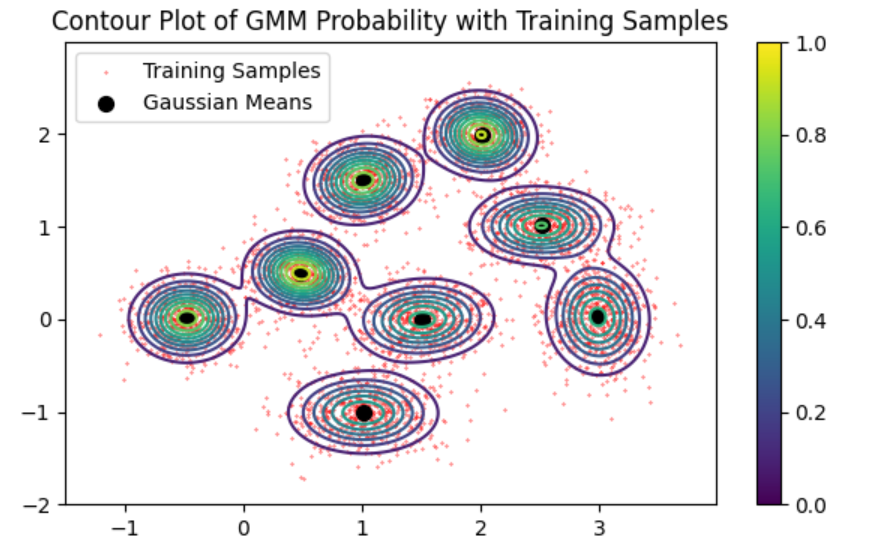 Contour Plot of GMM Probability with Training Samples
Training Samples
Gaussian Means
2
1
0
−1
−2
−1 0 1 2 3
1.0
0.8
0.6
0.4
0.2
0.0